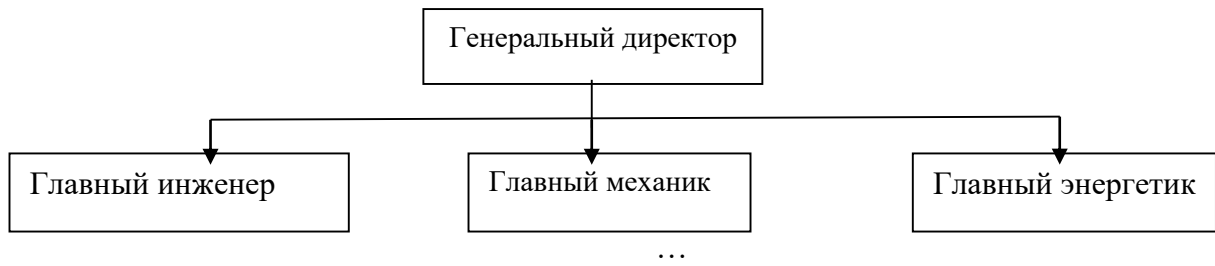 Генеральный директор
Главный инженер
Главный механик
Главный энергетик
…